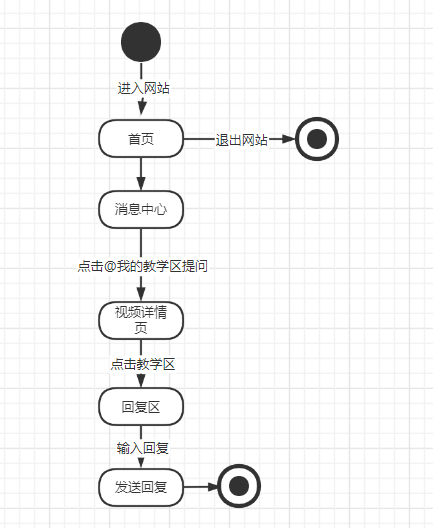 进入网站
首页
退出网站
消息中心
点击@我的教学区提问
视频详情
页
点击教学区
回复区
输入回复
发送回复